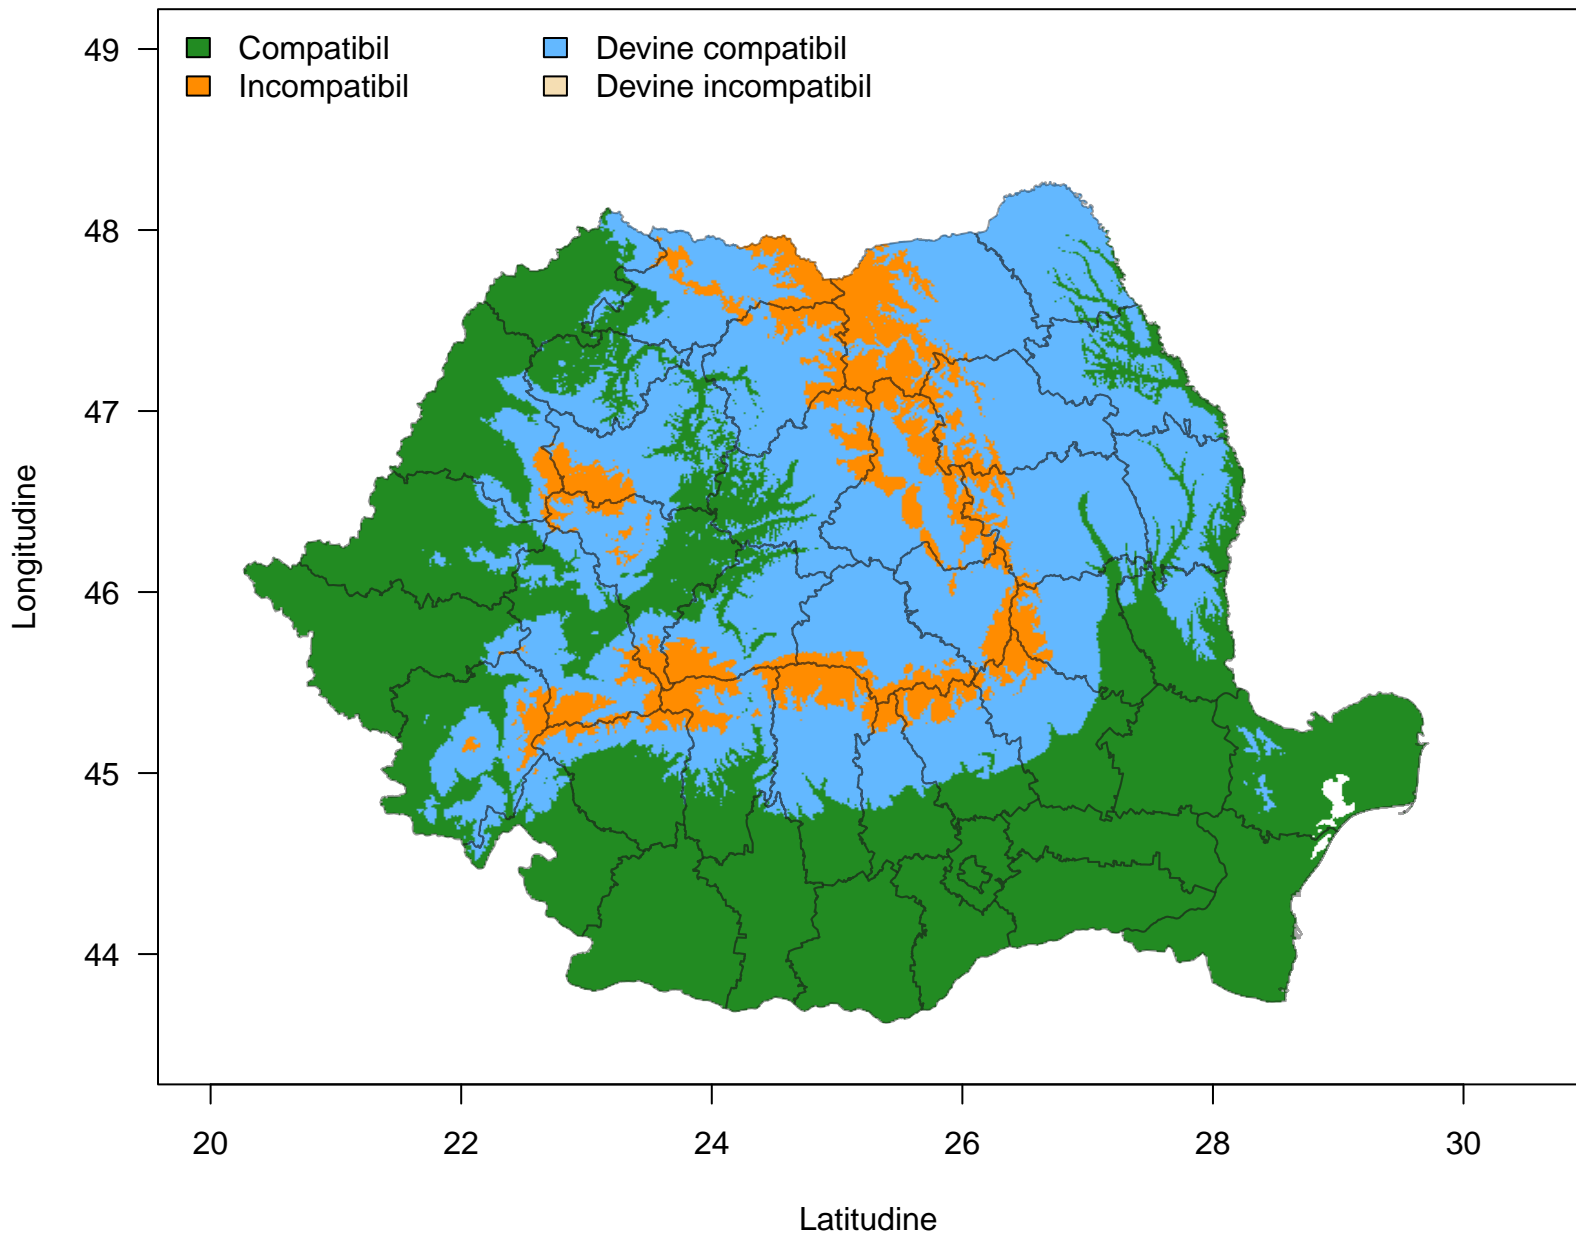 Compatibil
Devine compatibil
Incompatibil
Devine incompatibil
49
48
47
46
45
44
Longitudine
20 22 24 26 28 30
Latitudine